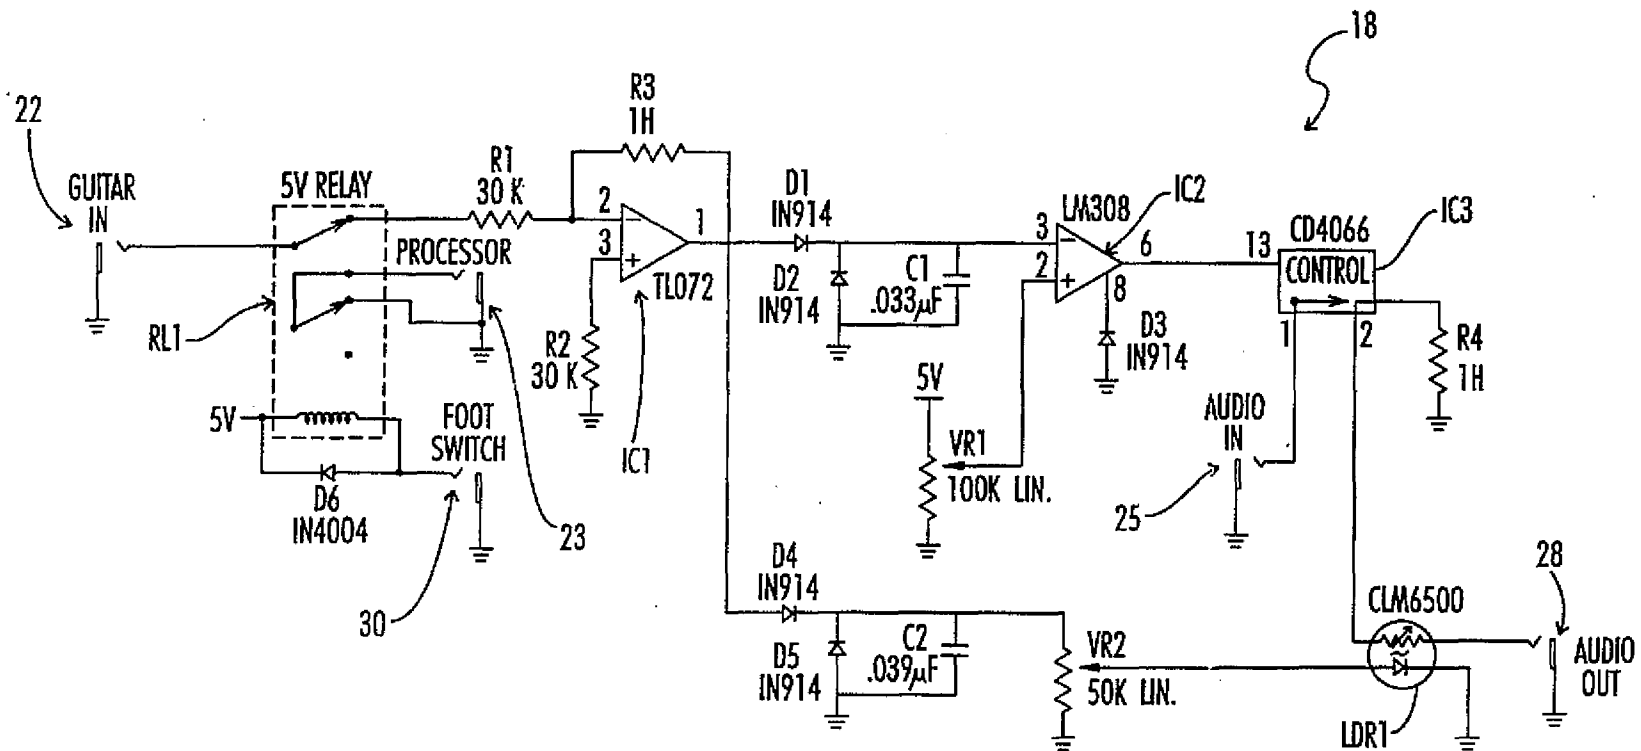 18
22
GUITAR
IN
5V RELAY
R1
30 K
R3
1H
2
3
1
TL072
IC1
R2
30 K
PROCESSOR
RL1
5V
FOOT
SWITCH
D6
IN4004
30
23
D1
IN914
D2
IN914
C1
.033μF
3
2
LM308
6
8
IC2
D3
IN914
5V
VR1
100K LIN.
13
CD4066
CONTROL
IC3
1
2
R4
1H
AUDIO
IN
25
D4
IN914
D5
IN914
C2
.039μF
VR2
50K LIN.
CLM6500
LDR1
28
AUDIO
OUT